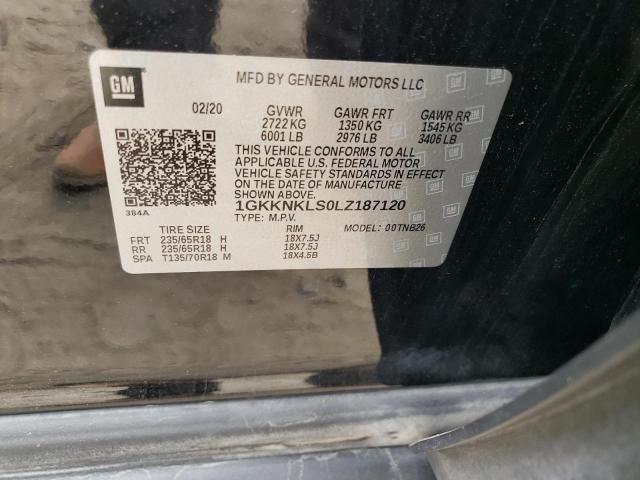 GM
MFD BY GENERAL MOTORS LLC
02/20 GVWR GAWR FRT GAWR RR
2722 KG 1350 KG 1545 KG
6001 LB 2976 LB 3406 LB
THIS VEHICLE CONFORMS TO ALL
APPLICABLE U.S. FEDERAL MOTOR
VEHICLE SAFETY STANDARDS IN
EFFECT ON THE DATE OF MANUFACTURE
SHOWN ABOVE.
384A
1GKKNKLS0LZ187120
TYPE: M.P.V. MODEL: 00TNB26
TIRE SIZE RIM
FRT 235/65R18 H 18X7.5J
RR 235/65R18 H 18X7.5J
SPA T135/70R18 M 18X4.5B